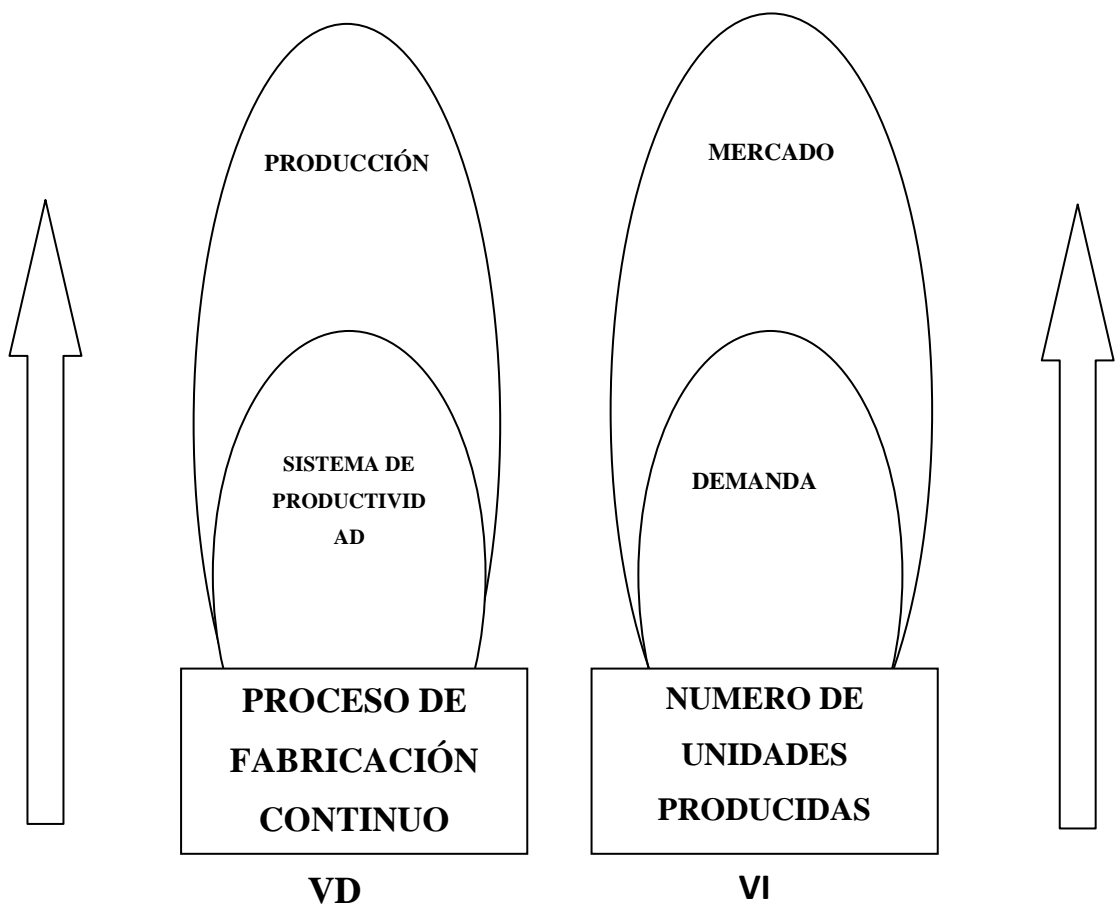 PRODUCCIÓN
SISTEMA DE
PRODUCTIVID
AD
PROCESO DE
FABRICACIÓN
CONTINUO
VD
MERCADO
DEMANDA
NUMERO DE
UNIDADES
PRODUCIDAS
VI